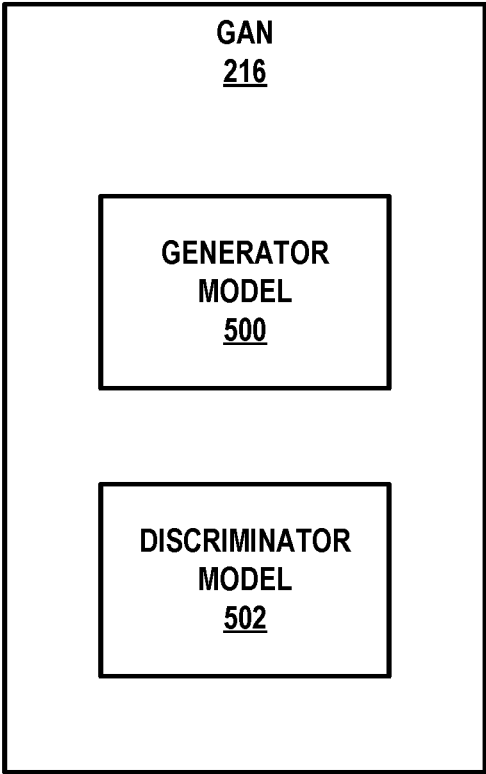 GAN
216
GENERATOR
MODEL
500
DISCRIMINATOR
MODEL
502